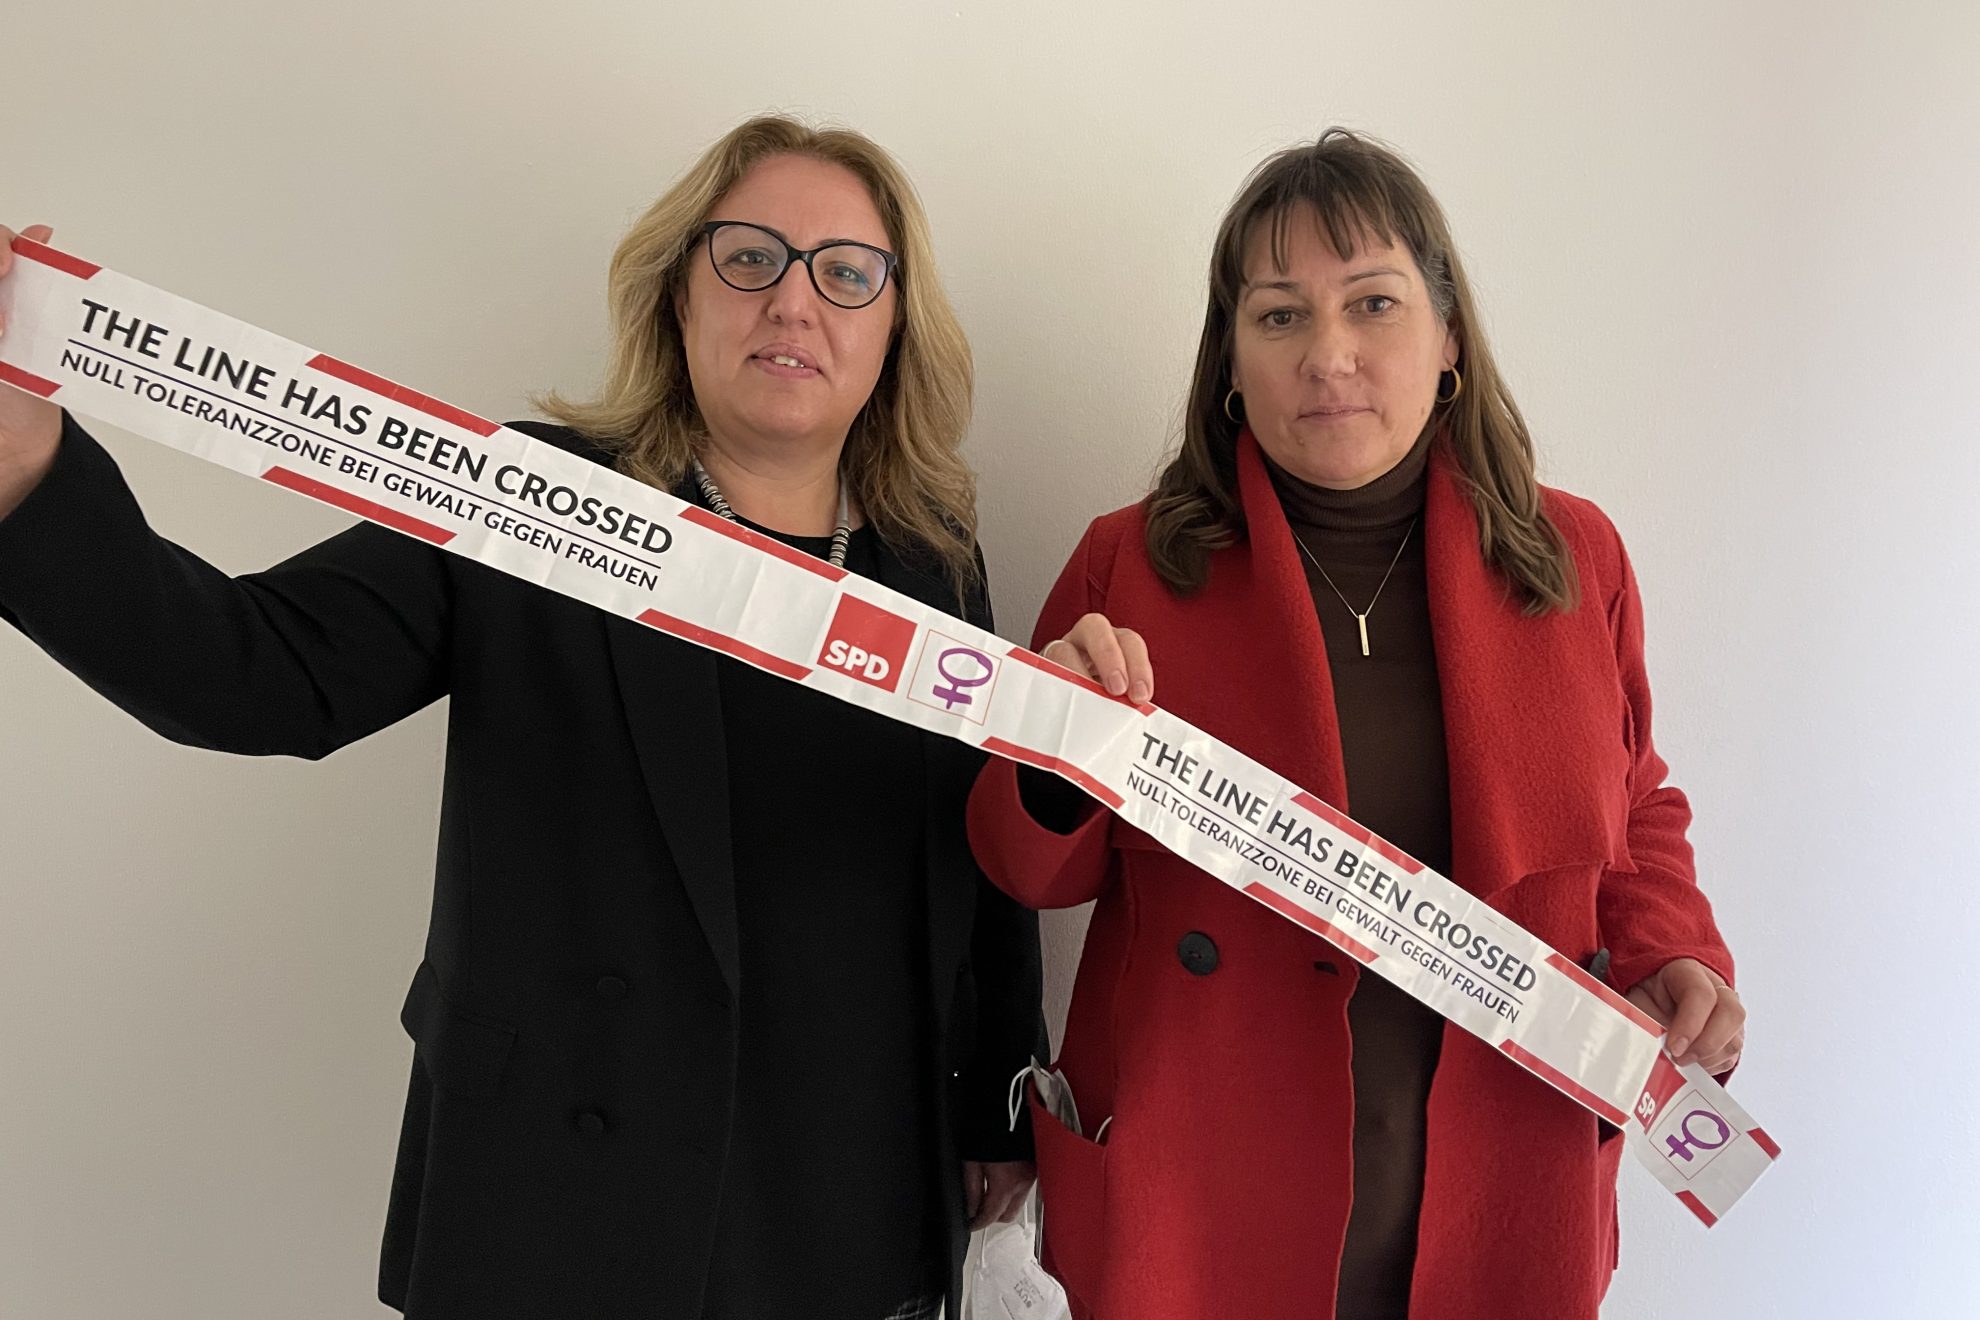 THE LINE HAS BEEN CROSSED
NULL TOLERANZZONE BEI GEWALT GEGEN FRAUEN
SPD
THE LINE HAS BEEN CROSSED
NULL TOLERANZZONE BEI GEWALT GEGEN FRAUEN
SP